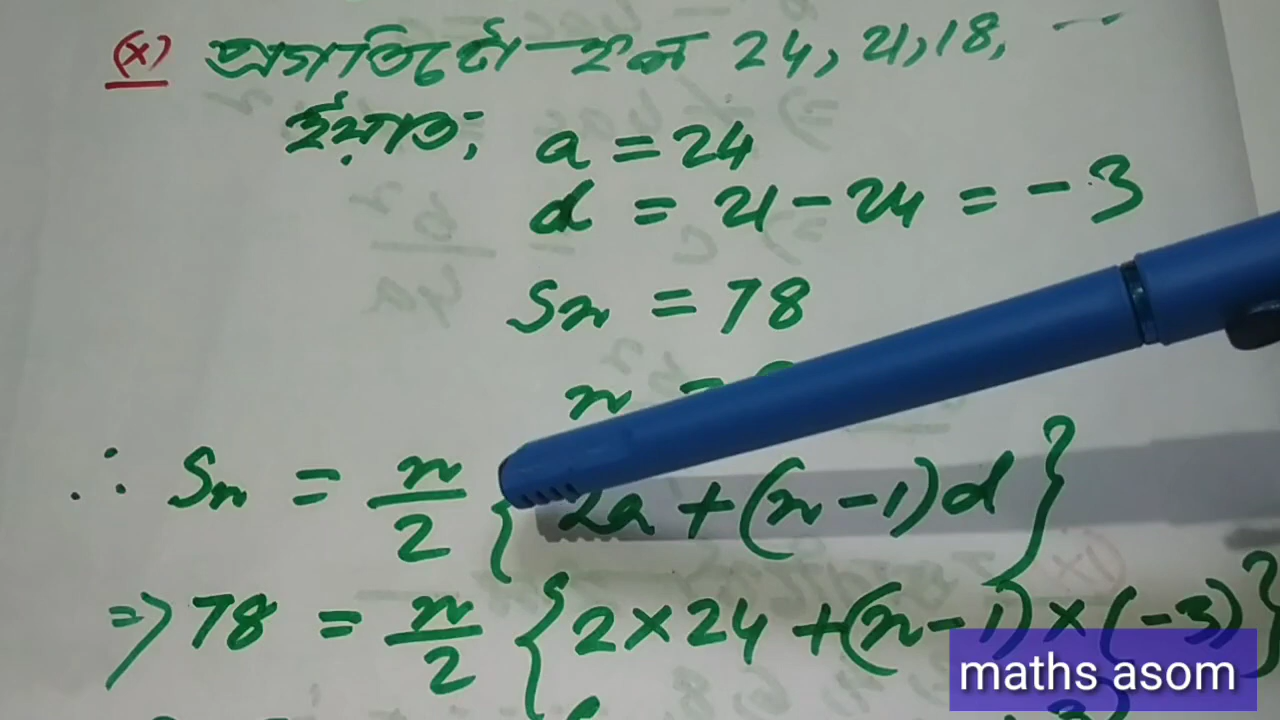 (x) প্ৰগতিটো হ'ল 24, 21, 18, ...
ইয়াত, a = 24
d = 21 - 24 = -3
Sn = 78
n =
∴ Sn = n/2 {2a + (n-1)d}
⇒ 78 = n/2 {2×24 + (n-1)×(-3)}
maths asom